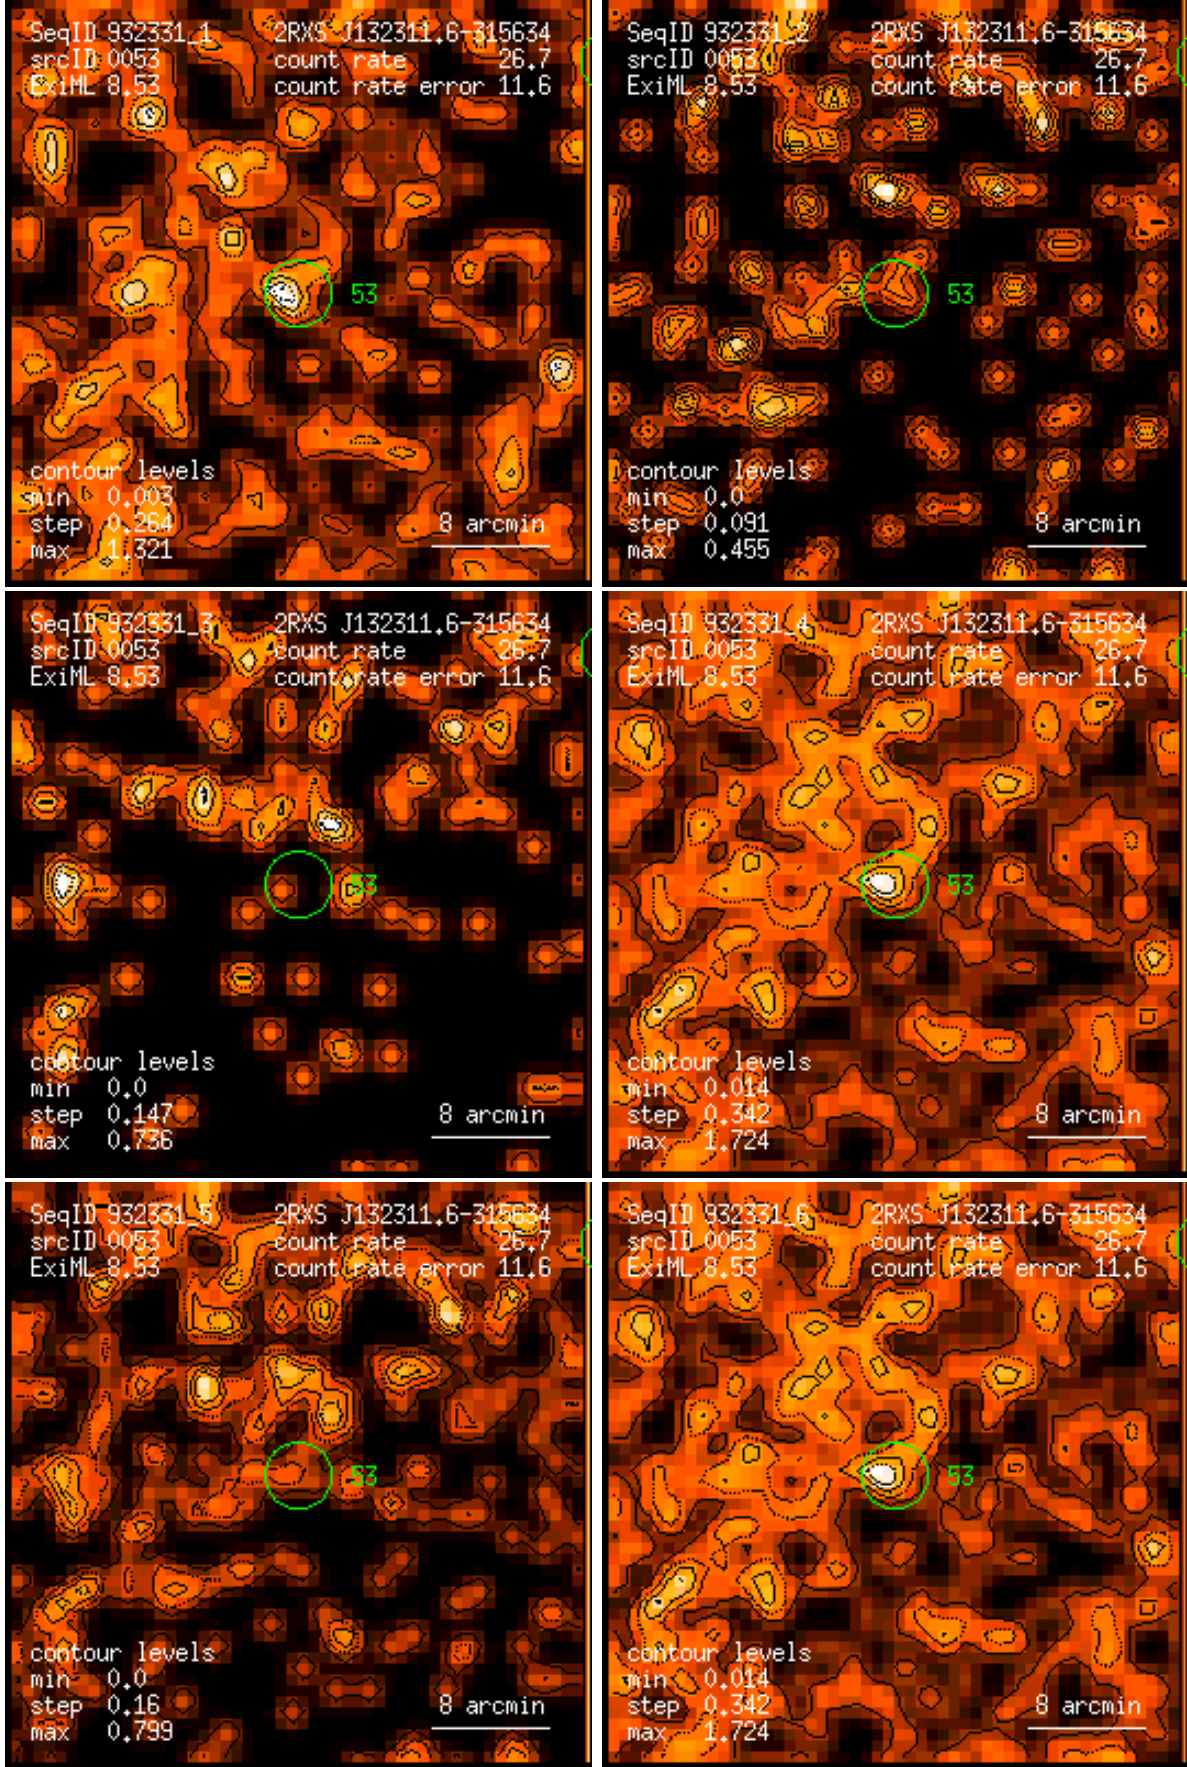 SeqID 932331_1 2RXS J132311.6-315634
srcID 0053 count rate 26.7
ExiML 8.53 count rate error 11.6
53
contour levels
min 0.003
step 0.264
max 1.321
8 arcmin
SeqID 932331_2 2RXS J132311.6-315634
srcID 0053 count rate 26.7
ExiML 8.53 count rate error 11.6
53
contour levels
min 0.0
step 0.091
max 0.455
8 arcmin
SeqID 932331_3 2RXS J132311.6-315634
srcID 0053 count rate 26.7
ExiML 8.53 count rate error 11.6
53
contour levels
min 0.0
step 0.147
max 0.736
8 arcmin
SeqID 932331_4 2RXS J132311.6-315634
srcID 0053 count rate 26.7
ExiML 8.53 count rate error 11.6
53
contour levels
min 0.014
step 0.342
max 1.724
8 arcmin
SeqID 932331_5 2RXS J132311.6-315634
srcID 0053 count rate 26.7
ExiML 8.53 count rate error 11.6
53
contour levels
min 0.0
step 0.16
max 0.799
8 arcmin
SeqID 932331_6 2RXS J132311.6-315634
srcID 0053 count rate 26.7
ExiML 8.53 count rate error 11.6
53
contour levels
min 0.014
step 0.342
max 1.724
8 arcmin